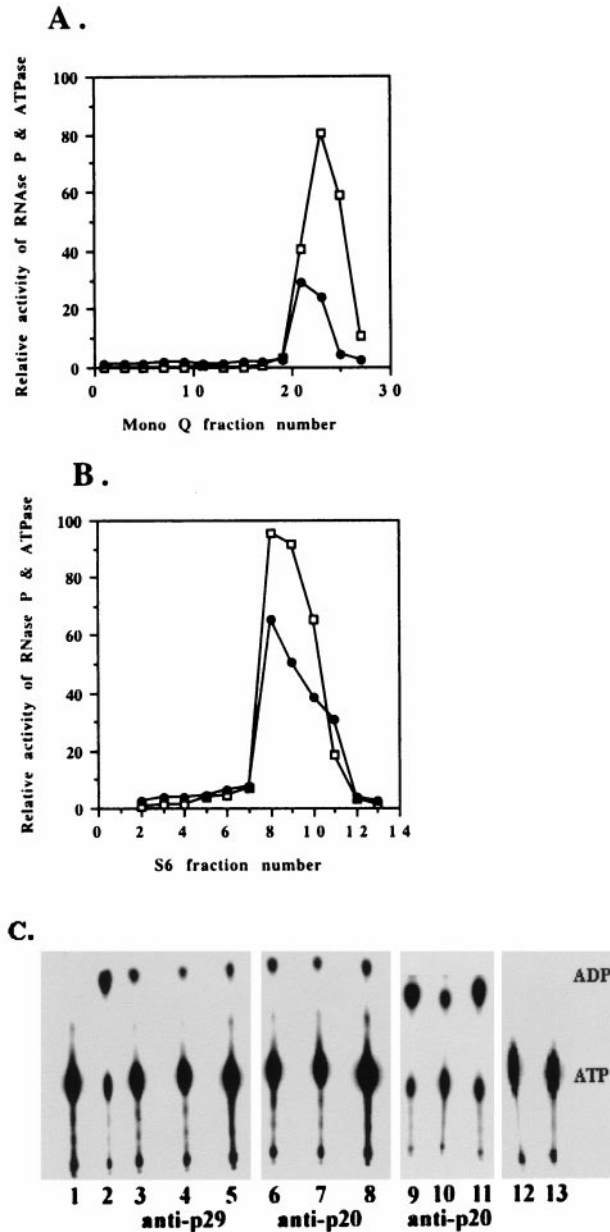 A .
Relative activity of RNAse P & ATPase
100
80
60
40
20
0
0 10 20 30
Mono Q fraction number
B .
Relative activity of RNase P & ATPase
100
80
60
40
20
0
0 2 4 6 8 10 12 14
S6 fraction number
C.
ADP
ATP
1 2 3 4 5 6 7 8 9 10 11 12 13
anti-p29 anti-p20 anti-p20